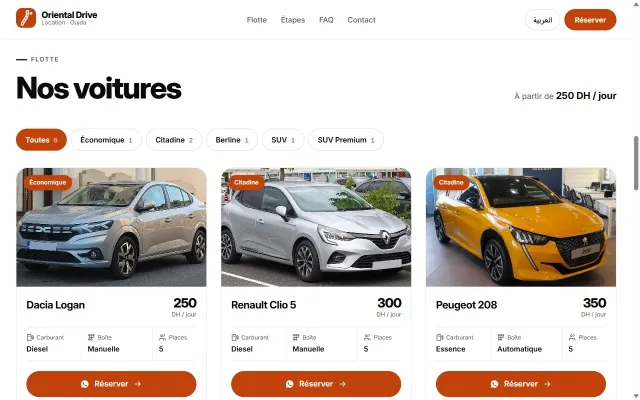 Oriental Drive
Location · Oujda
Flotte
Étapes
FAQ
Contact
العربية
Réserver
FLOTTE
Nos voitures
À partir de 250 DH / jour
Toutes 6
Économique 1
Citadine 2
Berline 1
SUV 1
SUV Premium 1
Économique
Citadine
Citadine
Dacia Logan
250
DH / jour
Carburant
Diesel
Boîte
Manuelle
Places
5
Réserver →
Renault Clio 5
300
DH / jour
Carburant
Diesel
Boîte
Manuelle
Places
5
Réserver →
Peugeot 208
350
DH / jour
Carburant
Essence
Boîte
Automatique
Places
5
Réserver →